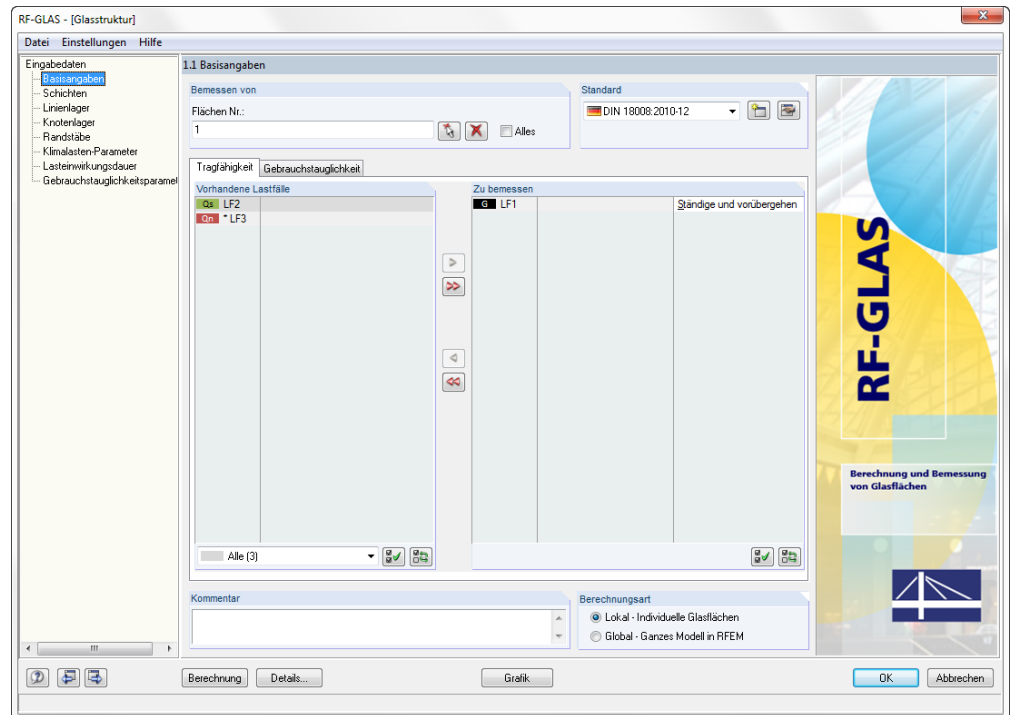 RF-GLAS - [Glasstruktur]
Datei Einstellungen Hilfe
Eingabedaten
Basisangaben
Schichten
Linienlager
Knotenlager
Randstäbe
Klimalasten-Parameter
Lasteinwirkungsdauer
Gebrauchstauglichkeitsparamet
1.1 Basisangaben
Bemessen von
Flächen Nr.:
1
Alles
Standard
DIN 18008:2010-12
Tragfähigkeit Gebrauchstauglichkeit
Vorhandene Lastfälle
Qs LF2
Qn * LF3
Alle (3)
Zu bemessen
G LF1 Ständige und vorübergehen
Kommentar
Berechnungsart
Lokal - Individuelle Glasflächen
Global - Ganzes Modell in RFEM
RF-GLAS
Berechnung und Bemessung
von Glasflächen
Berechnung Details... Grafik OK Abbrechen